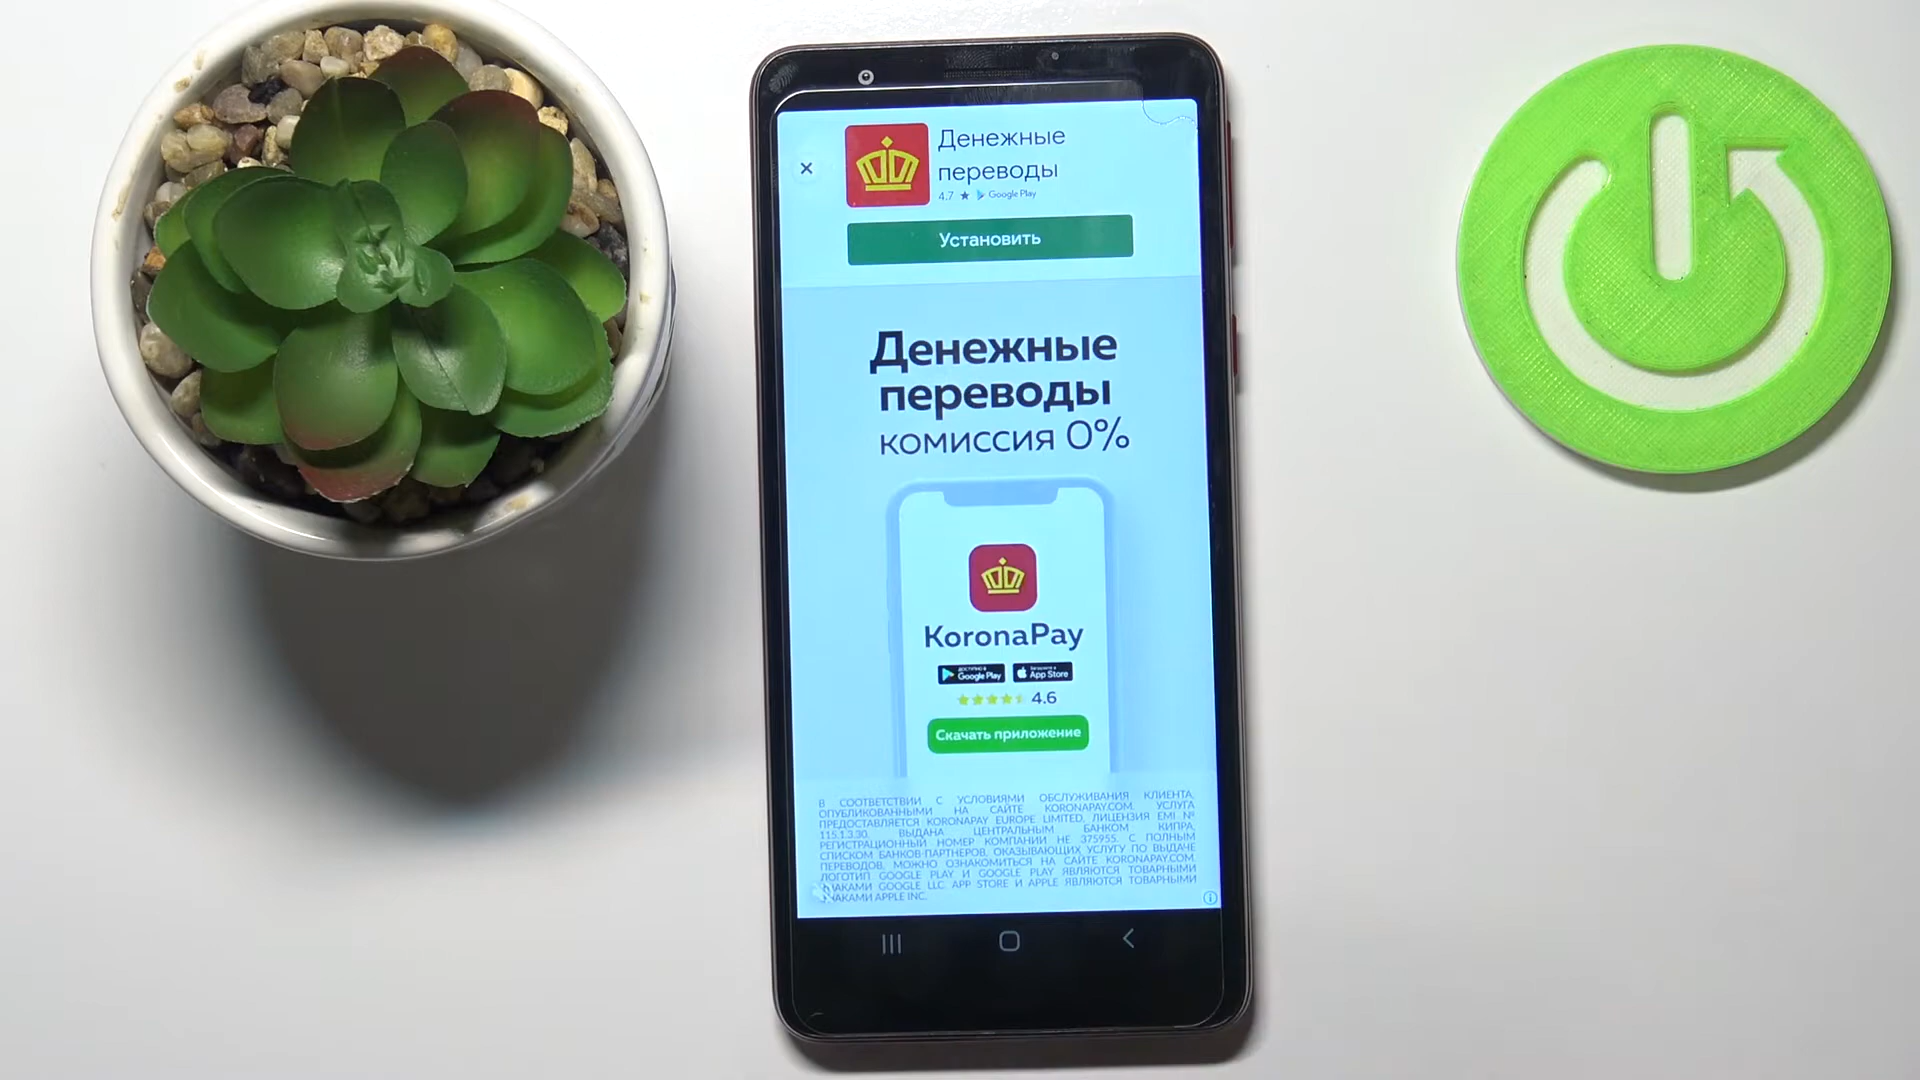 Денежные
переводы
4.7 ★ Google Play
Установить
Денежные
переводы
комиссия 0%
KoronaPay
ДОСТУПНО В
Google Play
Загрузите в
App Store
4.6
Скачать приложение
В СООТВЕТСТВИИ С УСЛОВИЯМИ ОБСЛУЖИВАНИЯ КЛИЕНТА,
ОПУБЛИКОВАННЫМИ НА САЙТЕ KORONAPAY.COM. УСЛУГА
ПРЕДОСТАВЛЯЕТСЯ KORONAPAY EUROPE LIMITED, ЛИЦЕНЗИЯ EMI №
115.1.3.30, ВЫДАНА ЦЕНТРАЛЬНЫМ БАНКОМ КИПРА,
РЕГИСТРАЦИОННЫЙ НОМЕР КОМПАНИИ HE 375955. С ПОЛНЫМ
СПИСКОМ БАНКОВ-ПАРТНЕРОВ, ОКАЗЫВАЮЩИХ УСЛУГУ ПО ВЫДАЧЕ
ПЕРЕВОДОВ, МОЖНО ОЗНАКОМИТЬСЯ НА САЙТЕ KORONAPAY.COM.
ЛОГОТИП GOOGLE PLAY И GOOGLE PLAY ЯВЛЯЮТСЯ ТОВАРНЫМИ
ЗНАКАМИ GOOGLE LLC. APP STORE И APPLE ЯВЛЯЮТСЯ ТОВАРНЫМИ
ЗНАКАМИ APPLE INC.